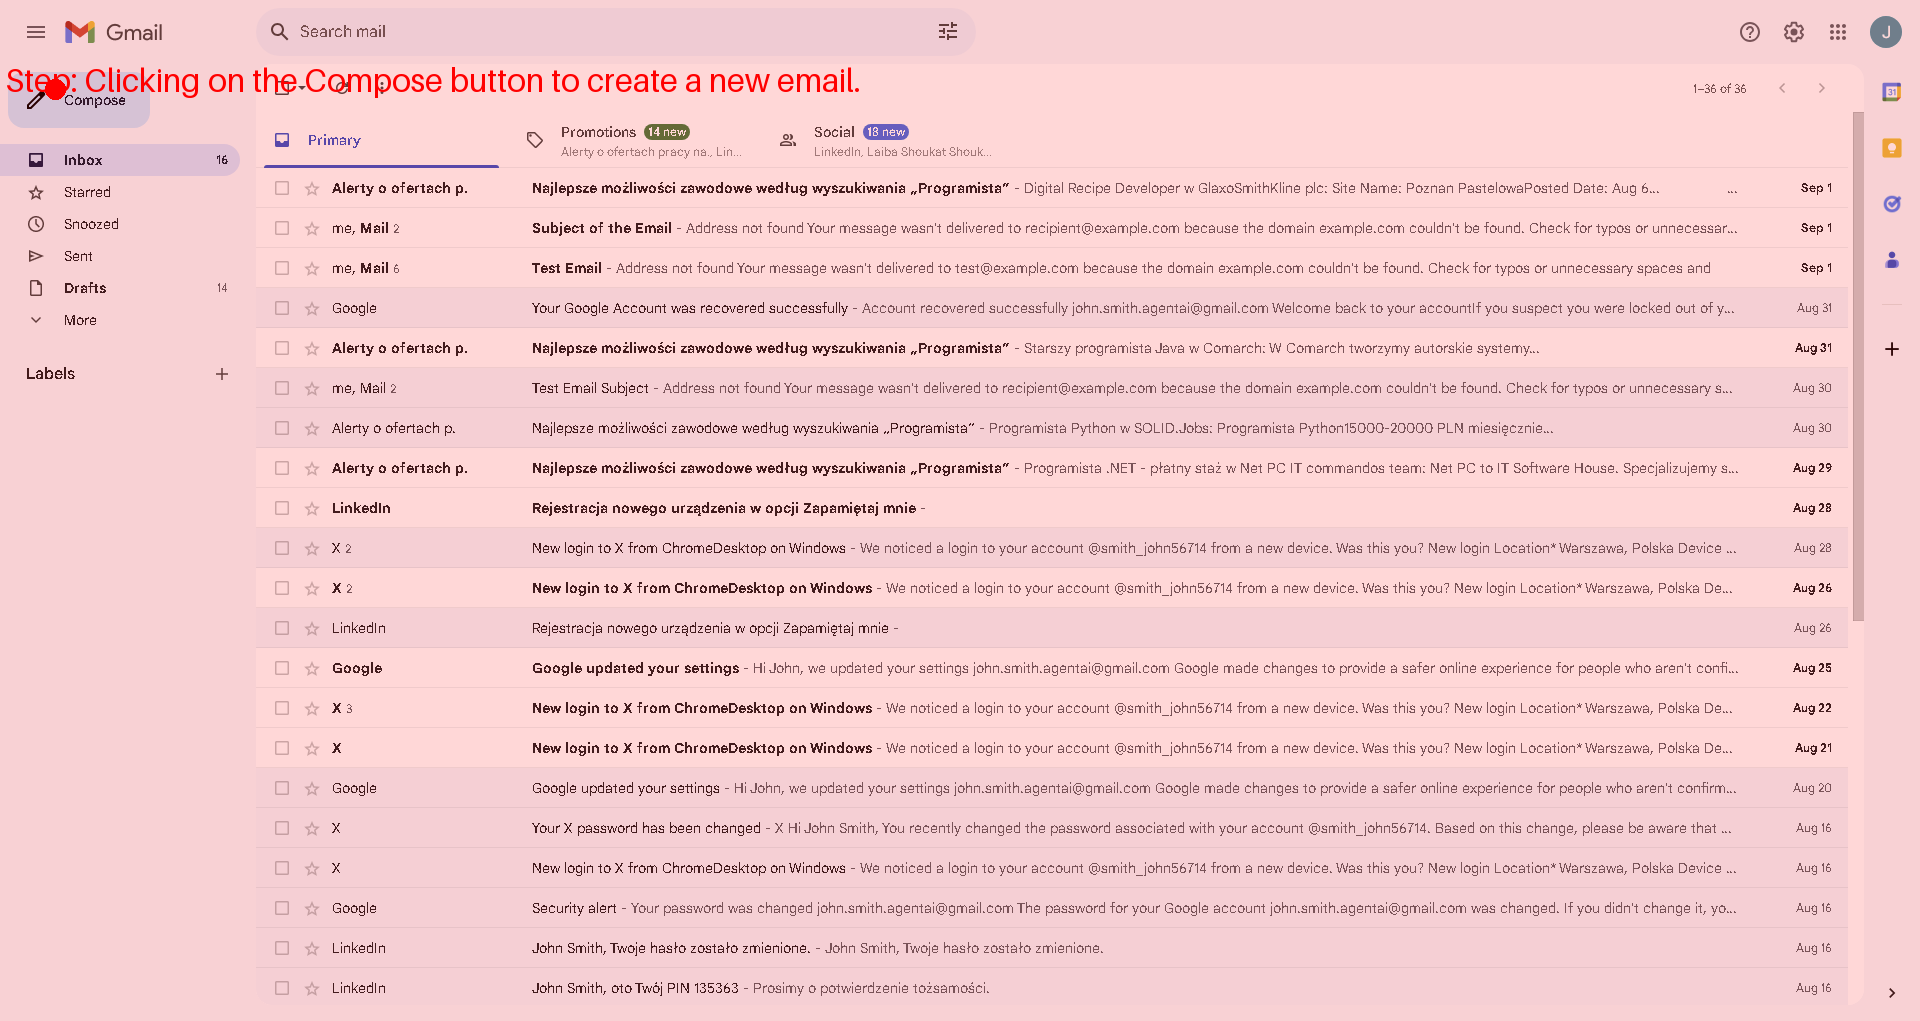 Gmail
Search mail
J
Step: Clicking on the Compose button to create a new email.
Compose
1–36 of 36
31
Primary
Promotions 14 new
Alerty o ofertach pracy na., Lin...
Social 18 new
LinkedIn, Laiba Shoukat Shouk...
Inbox 16
Starred
Snoozed
Sent
Drafts 14
More
Labels
Alerty o ofertach p. Najlepsze możliwości zawodowe według wyszukiwania „Programista” - Digital Recipe Developer w GlaxoSmithKline plc: Site Name: Poznan PastelowaPosted Date: Aug 6... ... Sep 1
me, Mail 2 Subject of the Email - Address not found Your message wasn't delivered to recipient@example.com because the domain example.com couldn't be found. Check for typos or unnecessar... Sep 1
me, Mail 6 Test Email - Address not found Your message wasn't delivered to test@example.com because the domain example.com couldn't be found. Check for typos or unnecessary spaces and Sep 1
Google Your Google Account was recovered successfully - Account recovered successfully john.smith.agentai@gmail.com Welcome back to your accountIf you suspect you were locked out of y... Aug 31
Alerty o ofertach p. Najlepsze możliwości zawodowe według wyszukiwania „Programista” - Starszy programista Java w Comarch: W Comarch tworzymy autorskie systemy... Aug 31
me, Mail 2 Test Email Subject - Address not found Your message wasn't delivered to recipient@example.com because the domain example.com couldn't be found. Check for typos or unnecessary s... Aug 30
Alerty o ofertach p. Najlepsze możliwości zawodowe według wyszukiwania „Programista” - Programista Python w SOLID.Jobs: Programista Python15000-20000 PLN miesięcznie... Aug 30
Alerty o ofertach p. Najlepsze możliwości zawodowe według wyszukiwania „Programista” - Programista .NET - płatny staż w Net PC IT commandos team: Net PC to IT Software House. Specjalizujemy s... Aug 29
LinkedIn Rejestracja nowego urządzenia w opcji Zapamiętaj mnie - Aug 28
X 2 New login to X from ChromeDesktop on Windows - We noticed a login to your account @smith_john56714 from a new device. Was this you? New login Location* Warszawa, Polska Device ... Aug 28
X 2 New login to X from ChromeDesktop on Windows - We noticed a login to your account @smith_john56714 from a new device. Was this you? New login Location* Warszawa, Polska De... Aug 26
LinkedIn Rejestracja nowego urządzenia w opcji Zapamiętaj mnie - Aug 26
Google Google updated your settings - Hi John, we updated your settings john.smith.agentai@gmail.com Google made changes to provide a safer online experience for people who aren't confi... Aug 25
X 3 New login to X from ChromeDesktop on Windows - We noticed a login to your account @smith_john56714 from a new device. Was this you? New login Location* Warszawa, Polska De... Aug 22
X New login to X from ChromeDesktop on Windows - We noticed a login to your account @smith_john56714 from a new device. Was this you? New login Location* Warszawa, Polska De... Aug 21
Google Google updated your settings - Hi John, we updated your settings john.smith.agentai@gmail.com Google made changes to provide a safer online experience for people who aren't confirm... Aug 20
X Your X password has been changed - X Hi John Smith, You recently changed the password associated with your account @smith_john56714. Based on this change, please be aware that ... Aug 16
X New login to X from ChromeDesktop on Windows - We noticed a login to your account @smith_john56714 from a new device. Was this you? New login Location* Warszawa, Polska Device ... Aug 16
Google Security alert - Your password was changed john.smith.agentai@gmail.com The password for your Google account john.smith.agentai@gmail.com was changed. If you didn't change it, yo... Aug 16
LinkedIn John Smith, Twoje hasło zostało zmienione. - John Smith, Twoje hasło zostało zmienione. Aug 16
LinkedIn John Smith, oto Twój PIN 135363 - Prosimy o potwierdzenie tożsamości. Aug 16